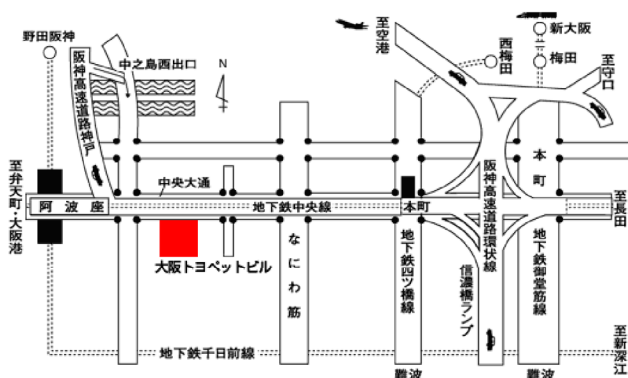 野田阪神
中之島西出口
N
至空港
西梅田
新大阪
梅田
至守口
阪神高速道路神戸
至弁天町・大阪港
中央大通
阿波座
地下鉄中央線
本町
本町
至長田
大阪トヨペットビル
なにわ筋
地下鉄四ツ橋線
信濃橋ランプ
阪神高速道路環状線
地下鉄御堂筋線
地下鉄千日前線
至新深江
難波
難波